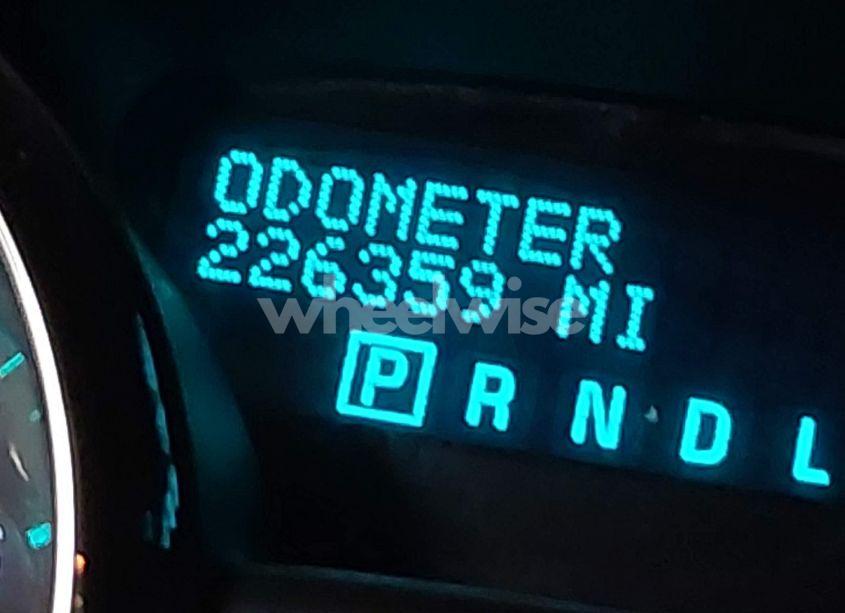 ODOMETER
226359 MI
wheelwise
P R N D L